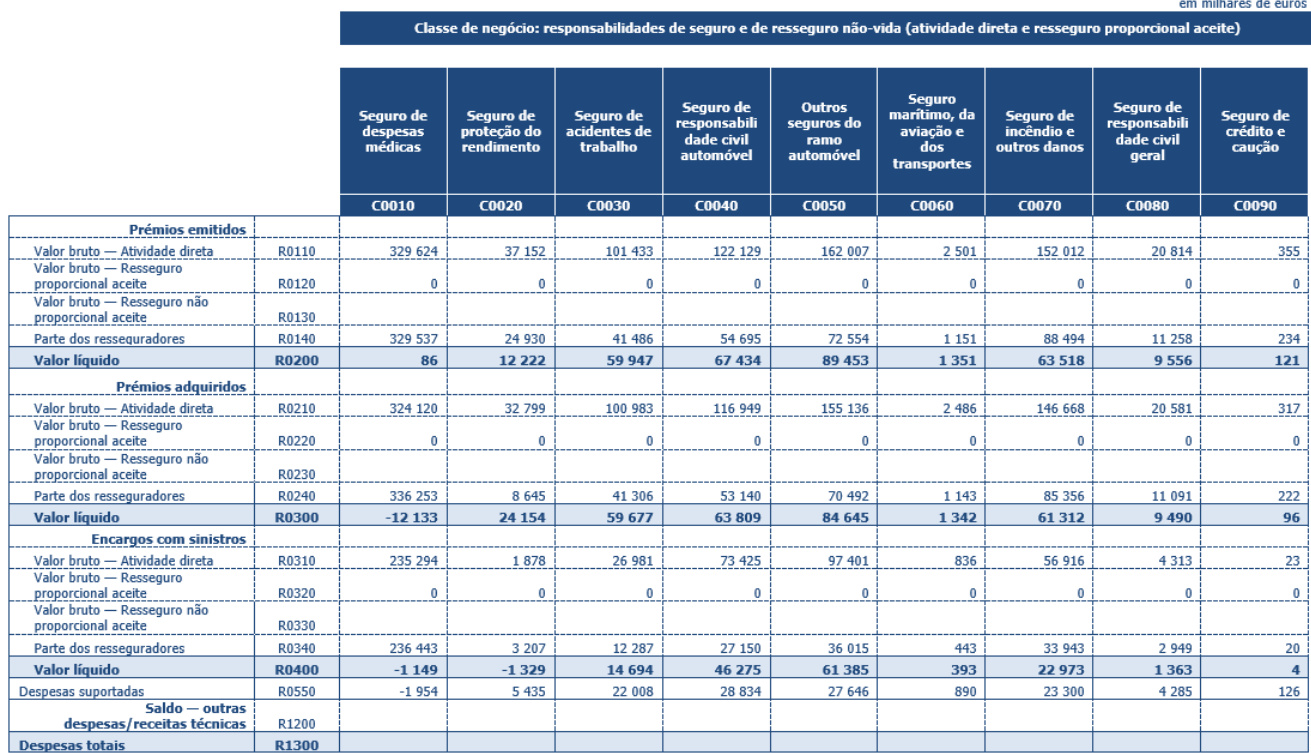 em milhares de euros
Classe de negócio: responsabilidades de seguro e de resseguro não-vida (atividade direta e resseguro proporcional aceite)
Seguro de despesas médicas Seguro de proteção do rendimento Seguro de acidentes de trabalho Seguro de responsabili dade civil automóvel Outros seguros do ramo automóvel Seguro marítimo, da aviação e dos transportes Seguro de incêndio e outros danos Seguro de responsabili dade civil geral Seguro de crédito e caução
C0010 C0020 C0030 C0040 C0050 C0060 C0070 C0080 C0090
Prémios emitidos
Valor bruto — Atividade direta R0110 329 624 37 152 101 433 122 129 162 007 2 501 152 012 20 814 355
Valor bruto — Resseguro
proporcional aceite R0120 0 0 0 0 0 0 0 0 0
Valor bruto — Resseguro não
proporcional aceite R0130
Parte dos resseguradores R0140 329 537 24 930 41 486 54 695 72 554 1 151 88 494 11 258 234
Valor líquido R0200 86 12 222 59 947 67 434 89 453 1 351 63 518 9 556 121
Prémios adquiridos
Valor bruto — Atividade direta R0210 324 120 32 799 100 983 116 949 155 136 2 486 146 668 20 581 317
Valor bruto — Resseguro
proporcional aceite R0220 0 0 0 0 0 0 0 0 0
Valor bruto — Resseguro não
proporcional aceite R0230
Parte dos resseguradores R0240 336 253 8 645 41 306 53 140 70 492 1 143 85 356 11 091 222
Valor líquido R0300 -12 133 24 154 59 677 63 809 84 645 1 342 61 312 9 490 96
Encargos com sinistros
Valor bruto — Atividade direta R0310 235 294 1 878 26 981 73 425 97 401 836 56 916 4 313 23
Valor bruto — Resseguro
proporcional aceite R0320 0 0 0 0 0 0 0 0 0
Valor bruto — Resseguro não
proporcional aceite R0330
Parte dos resseguradores R0340 236 443 3 207 12 287 27 150 36 015 443 33 943 2 949 20
Valor líquido R0400 -1 149 -1 329 14 694 46 275 61 385 393 22 973 1 363 4
Despesas suportadas R0550 -1 954 5 435 22 008 28 834 27 646 890 23 300 4 285 126
Saldo — outras
despesas/receitas técnicas R1200
Despesas totais R1300